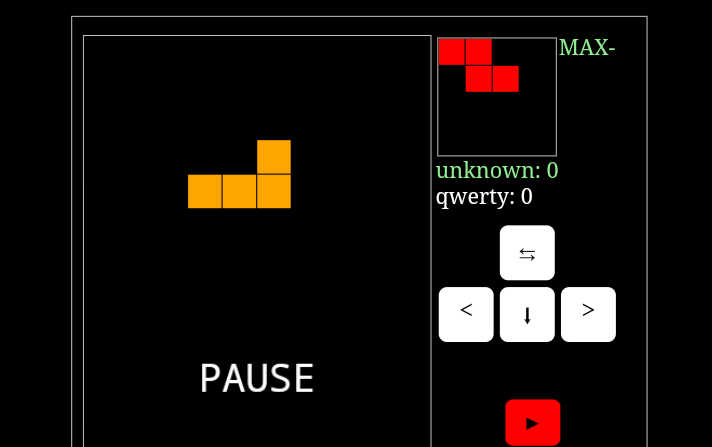 MAX-
unknown: 0
qwerty: 0
⇆
< ⭣ >
PAUSE
►